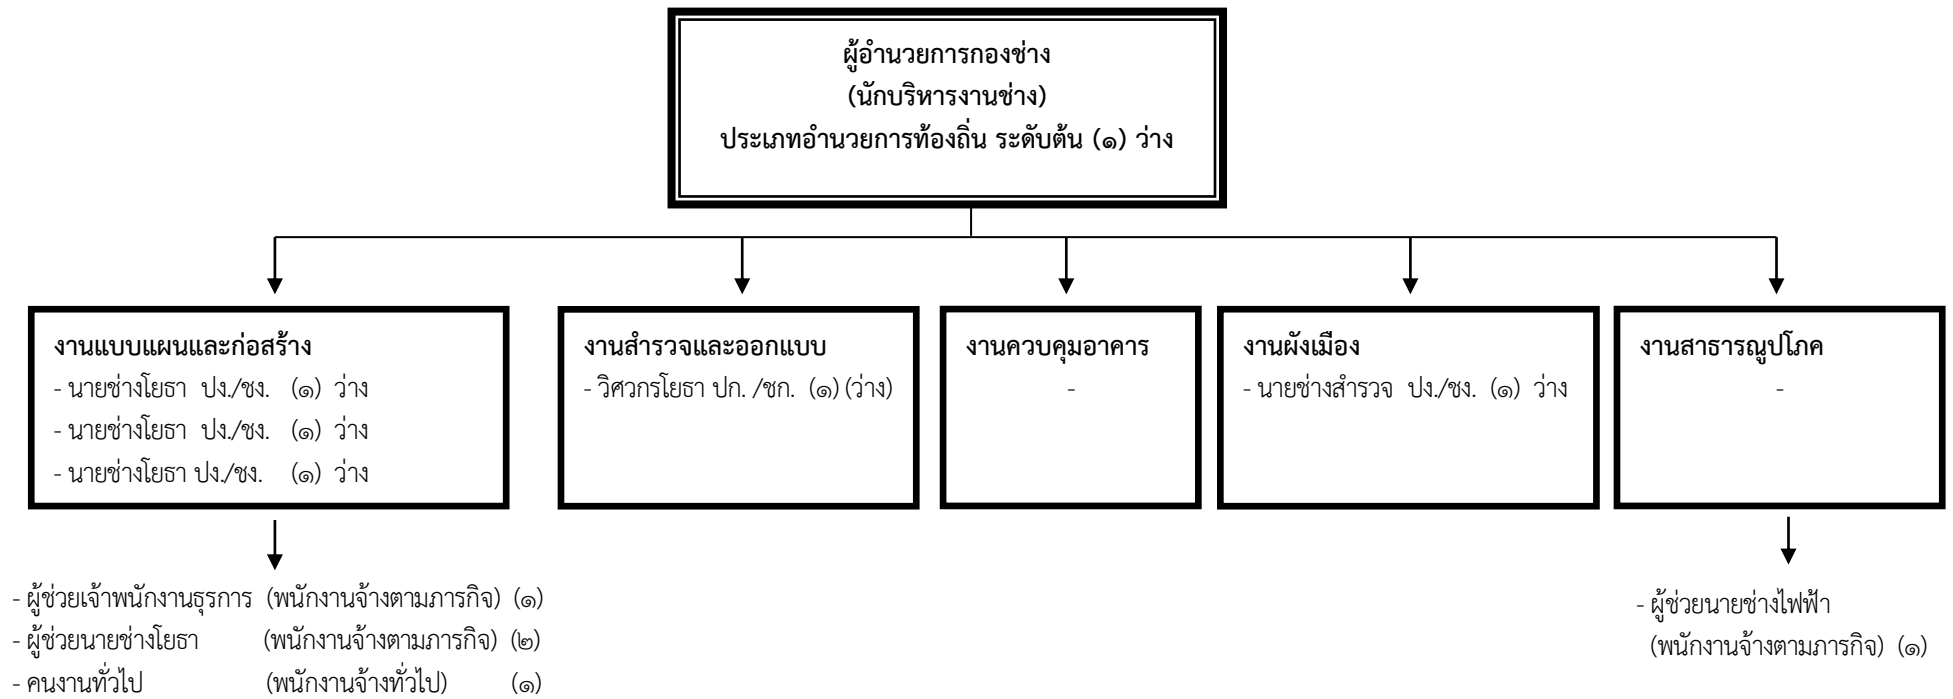 ผู้อำนวยการกองช่าง
(นักบริหารงานช่าง)
ประเภทอำนวยการท้องถิ่น ระดับต้น (๑) ว่าง
งานแบบแผนและก่อสร้าง
- นายช่างโยธา ปง./ชง. (๑) ว่าง
- นายช่างโยธา ปง./ชง. (๑) ว่าง
- นายช่างโยธา ปง./ชง. (๑) ว่าง
งานสำรวจและออกแบบ
- วิศวกรโยธา ปก. /ชก. (๑) (ว่าง)
งานควบคุมอาคาร
-
งานผังเมือง
- นายช่างสำรวจ ปง./ชง. (๑) ว่าง
งานสาธารณูปโภค
-
- ผู้ช่วยเจ้าพนักงานธุรการ (พนักงานจ้างตามภารกิจ) (๑)
- ผู้ช่วยนายช่างโยธา (พนักงานจ้างตามภารกิจ) (๒)
- คนงานทั่วไป (พนักงานจ้างทั่วไป) (๑)
- ผู้ช่วยนายช่างไฟฟ้า
(พนักงานจ้างตามภารกิจ) (๑)